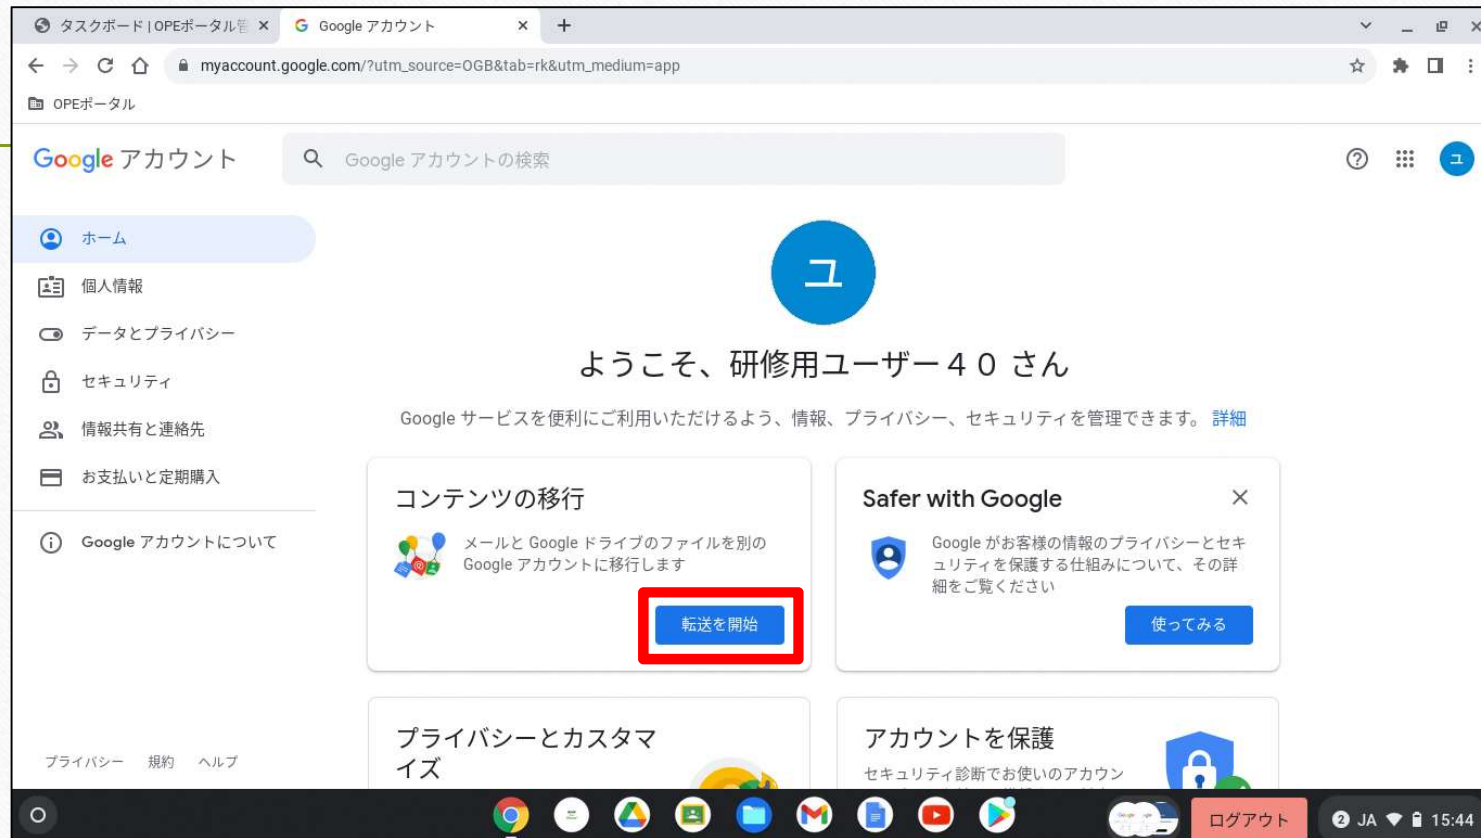 タスクボード | OPEポータル管
Google アカウント
myaccount.google.com/?utm_source=OGB&tab=rk&utm_medium=app
OPEポータル
Google アカウント
Google アカウントの検索
ユ
ホーム
個人情報
データとプライバシー
セキュリティ
情報共有と連絡先
お支払いと定期購入
Google アカウントについて
プライバシー 規約 ヘルプ
ユ
ようこそ、研修用ユーザー４０ さん
Google サービスを便利にご利用いただけるよう、情報、プライバシー、セキュリティを管理できます。 詳細
コンテンツの移行
メールと Google ドライブのファイルを別の
Google アカウントに移行します
転送を開始
Safer with Google
Google がお客様の情報のプライバシーとセキ
ュリティを保護する仕組みについて、その詳
細をご覧ください
使ってみる
プライバシーとカスタマ
イズ
アカウントを保護
セキュリティ診断でお使いのアカウン
ログアウト
2 JA 15:44